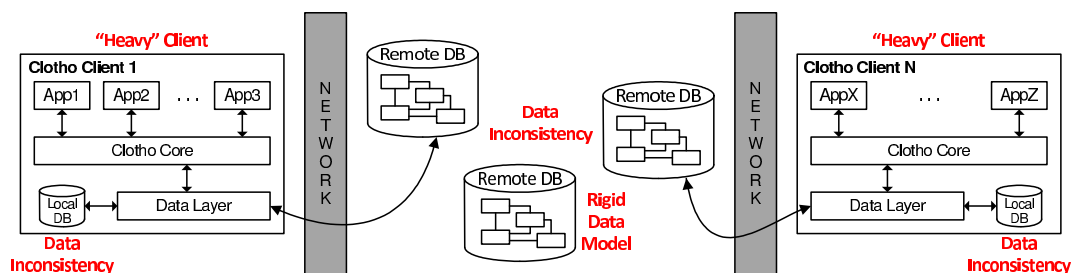 “Heavy” Client
Clotho Client 1
App1 App2 . . . App3
Clotho Core
Local
DB
Data Layer
Data
Inconsistency
NETWORK
Remote DB
Data
Inconsistency
Remote DB
Rigid
Data
Model
Remote DB
NETWORK
“Heavy” Client
Clotho Client N
AppX ... AppZ
Clotho Core
Data Layer
Local
DB
Data
Inconsistency